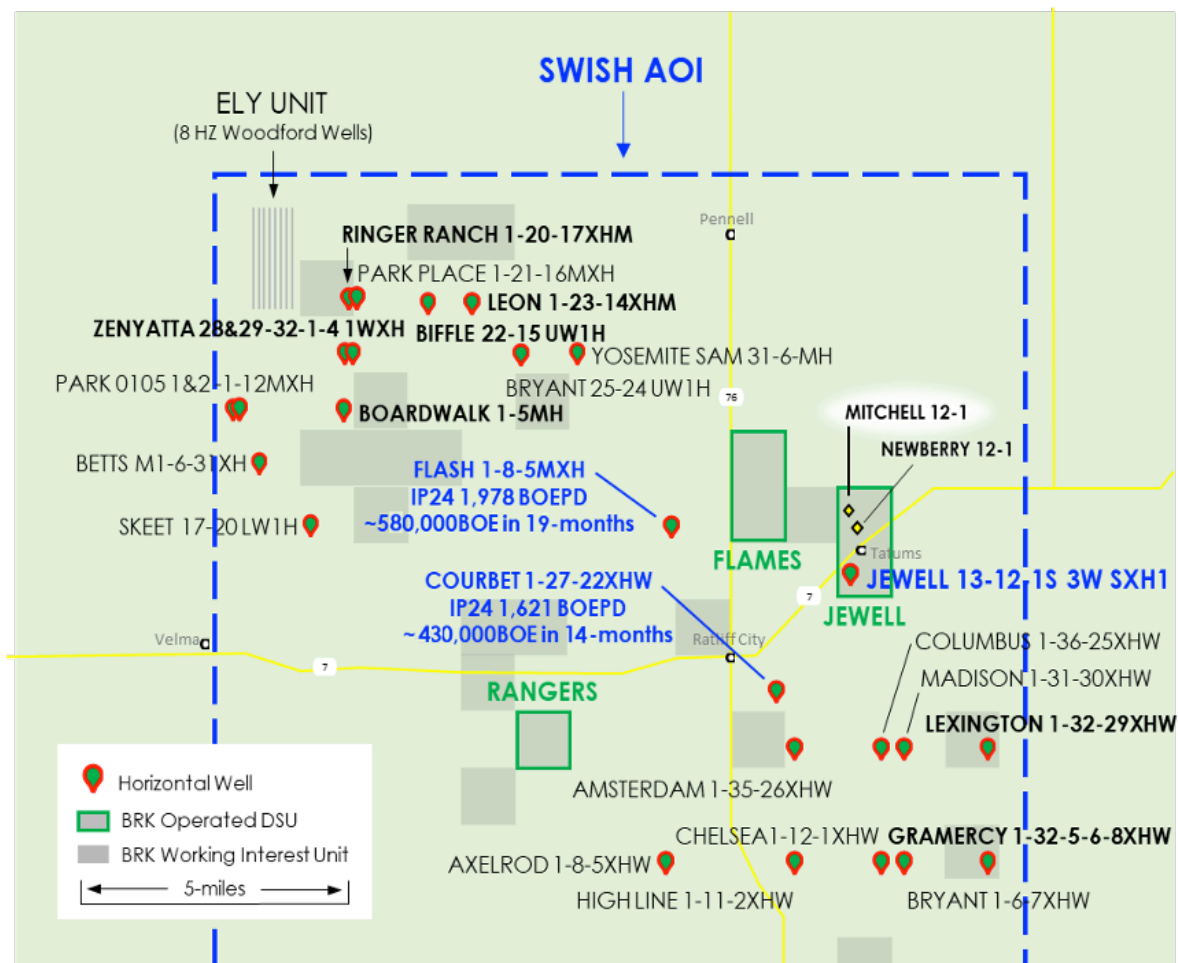 SWISH AOI
ELY UNIT
(8 HZ Woodford Wells)
Pennell
RINGER RANCH 1-20-17XHM
PARK PLACE 1-21-16MXH
LEON 1-23-14XHM
ZENYATTA 28&29-32-1-4 1WXH
BIFFLE 22-15 UW1H
YOSEMITE SAM 31-6-MH
PARK 0105 1&2-1-12MXH
BRYANT 25-24 UW1H
76
BOARDWALK 1-5MH
MITCHELL 12-1
NEWBERRY 12-1
BETTS M1-6-31XH
FLASH 1-8-5MXH
IP24 1,978 BOEPD
~580,000BOE in 19-months
SKEET 17-20 LW1H
FLAMES
Tatums
JEWELL 13-12-1S 3W SXH1
COURBET 1-27-22XHW
IP24 1,621 BOEPD
~430,000BOE in 14-months
7
JEWELL
Velma
Ratliff City
COLUMBUS 1-36-25XHW
7
MADISON 1-31-30XHW
RANGERS
LEXINGTON 1-32-29XHW
Horizontal Well
AMSTERDAM 1-35-26XHW
BRK Operated DSU
CHELSEA1-12-1XHW
GRAMERCY 1-32-5-6-8XHW
BRK Working Interest Unit
AXELROD 1-8-5XHW
5-miles
HIGH LINE 1-11-2XHW
BRYANT 1-6-7XHW